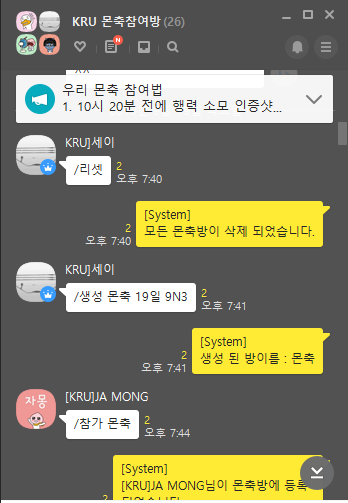 KRU 몬축참여방 (26)
N
우리 몬축 참여법
1. 10시 20분 전에 행력 소모 인증샷...
KRU]세이
/리셋
2
오후 7:40
[System]
모든 몬축방이 삭제 되었습니다.
2
오후 7:40
KRU]세이
/생성 몬축 19일 9N3
2
오후 7:41
[System]
생성 된 방이름 : 몬축
2
오후 7:41
자몽
[KRU]JA MONG
/참가 몬축
2
오후 7:44
[System]
[KRU]JA MONG님이 몬축방에 등록
되었습니다
2